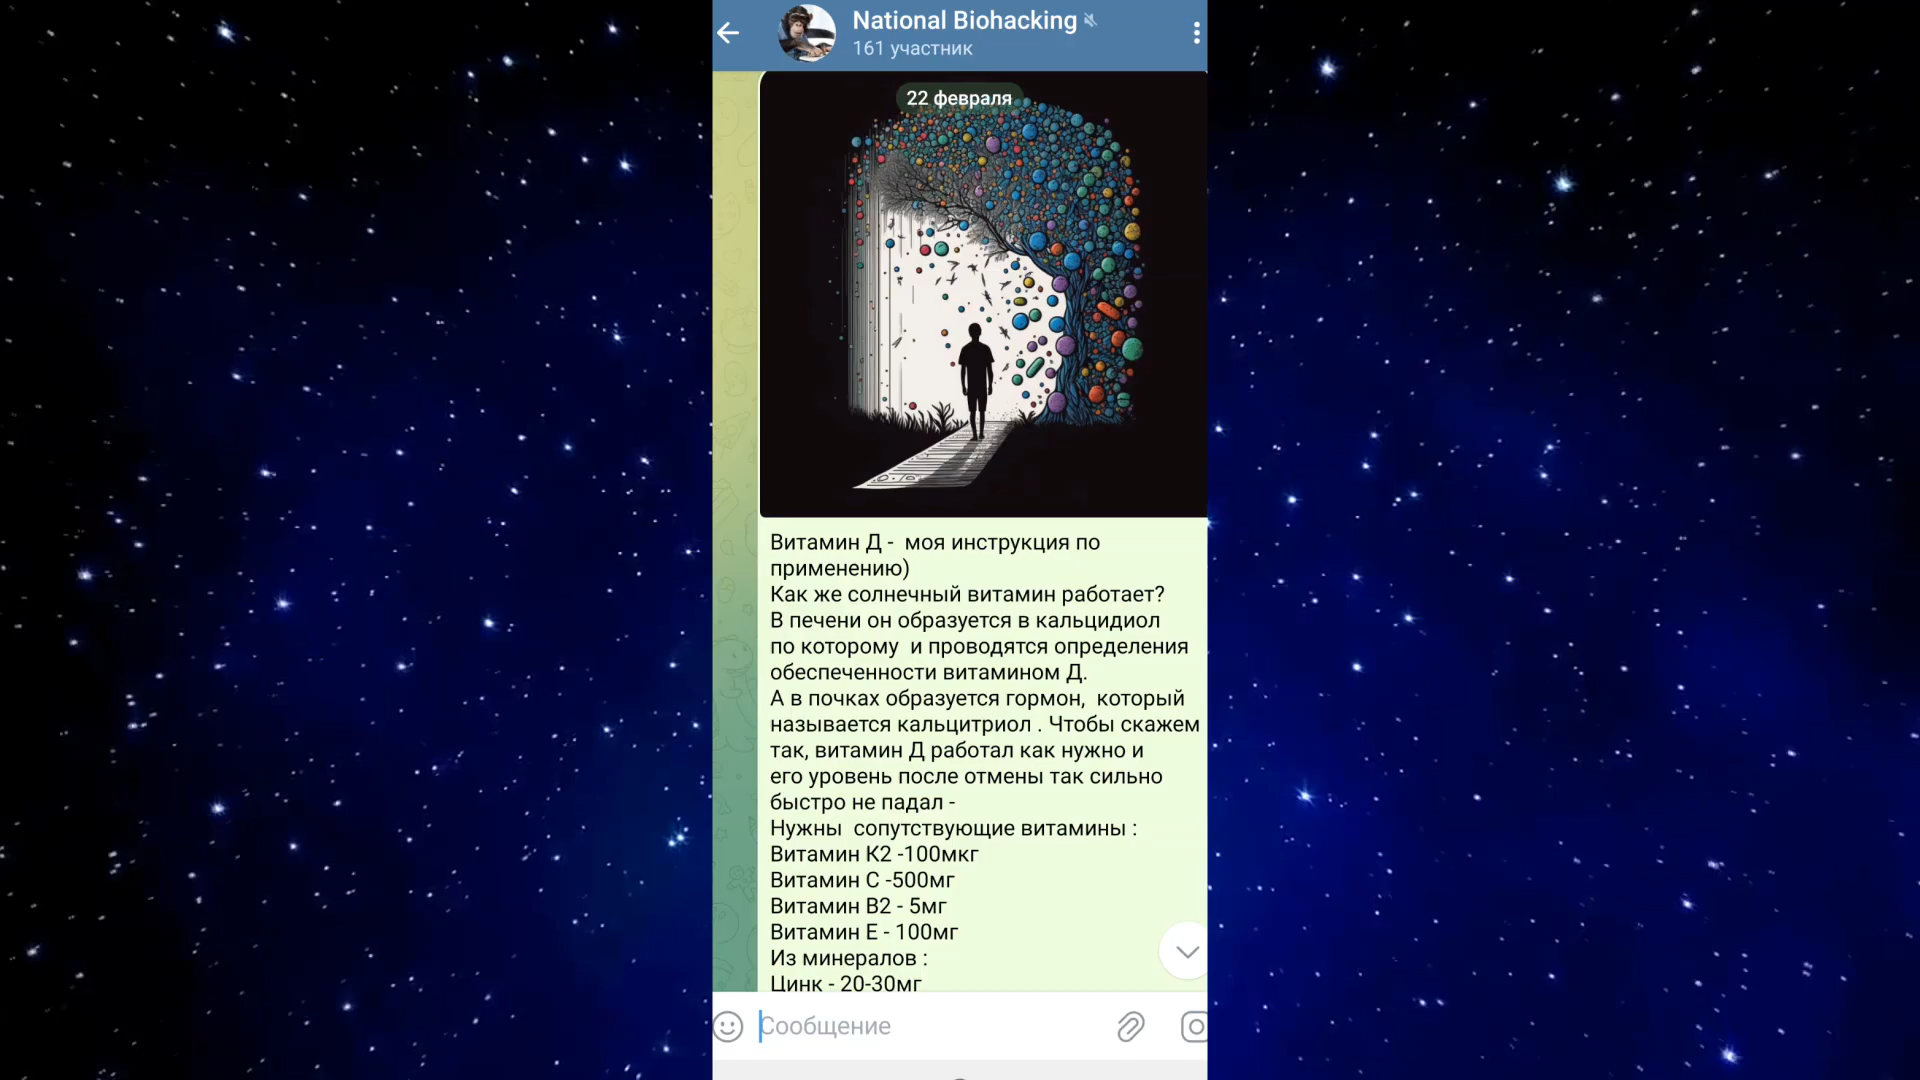 National Biohacking
161 участник
22 февраля
Витамин Д -  моя инструкция по
применению)
Как же солнечный витамин работает?
В печени он образуется в кальцидиол
по которому  и проводятся определения
обеспеченности витамином Д.
А в почках образуется гормон,  который
называется кальцитриол . Чтобы скажем
так, витамин Д работал как нужно и
его уровень после отмены так сильно
быстро не падал -
Нужны  сопутствующие витамины :
Витамин К2 -100мкг
Витамин С -500мг
Витамин В2 - 5мг
Витамин Е - 100мг
Из минералов :
Цинк - 20-30мг
Сообщение